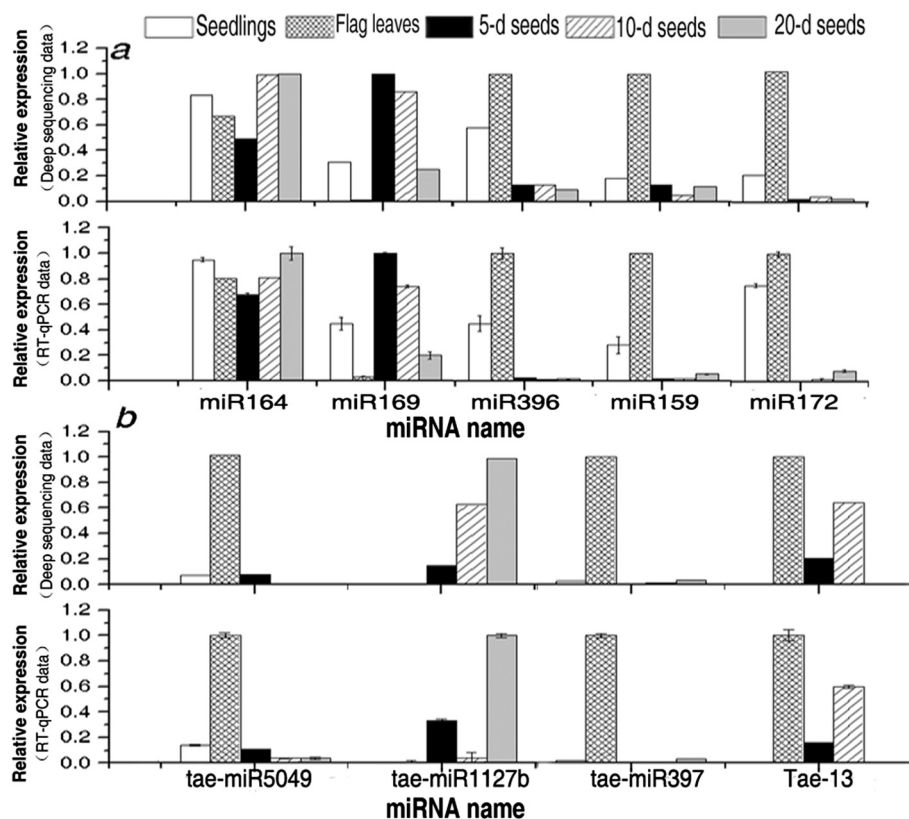 Seedlings Flag leaves 5-d seeds 10-d seeds 20-d seeds
a
Relative expression
(Deep sequencing data)
1.2
1.0
0.8
0.6
0.4
0.2
0.0
Relative expression
(RT-qPCR data)
1.2
1.0
0.8
0.6
0.4
0.2
0.0
miR164 miR169 miR396 miR159 miR172
miRNA name
b
Relative expression
(Deep sequencing data)
1.2
1.0
0.8
0.6
0.4
0.2
0.0
Relative expression
(RT-qPCR data)
1.2
1.0
0.8
0.6
0.4
0.2
0.0
tae-miR5049 tae-miR1127b tae-miR397 Tae-13
miRNA name